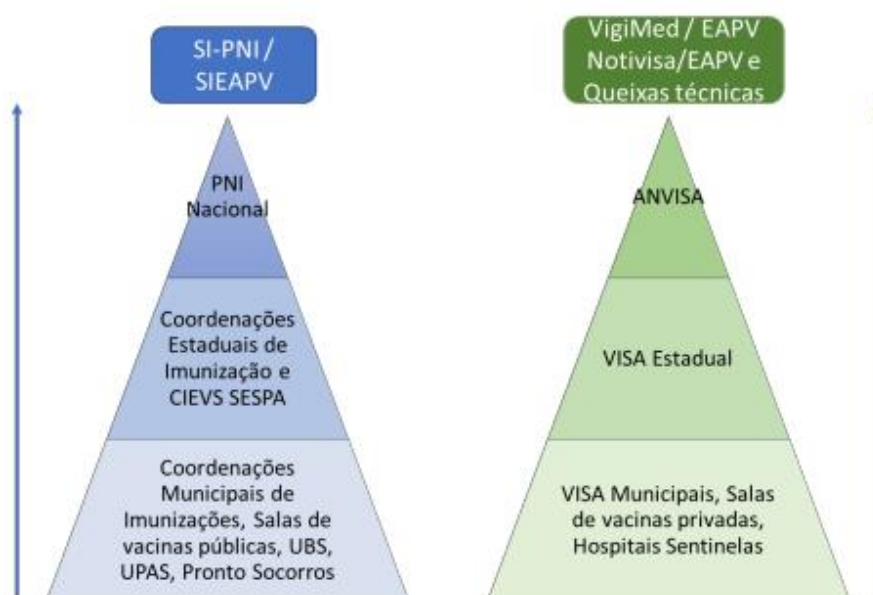 SI-PNI /
SIEAPV
PNI
Nacional
Coordenações
Estaduais de
Imunização e
CIEVS SESPA
Coordenações
Municipais de
Imunizações, Salas de
vacinas públicas, UBS,
UPAS, Pronto Socorros
VigiMed / EAPV
Notivisa/EAPV e
Queixas técnicas
ANVISA
VISA Estadual
VISA Municipais, Salas
de vacinas privadas,
Hospitais Sentinelas